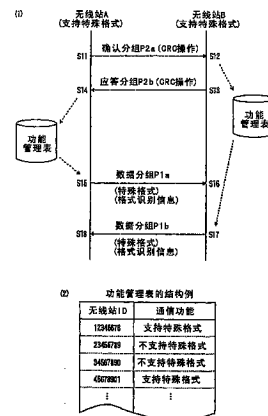 (1)
无线站A
(支持特殊格式)
无线站B
(支持特殊格式)
确认分组P2a(CRC操作)
S11
S12
应答分组P2b(CRC操作)
S14
S13
功能
管理表
功能
管理表
数据分组P1a
S15
S16
(特殊格式)
(格式识别信息)
数据分组P1b
S18
S17
(特殊格式)
(格式识别信息)
(2)
功能管理表的结构例
无线站ID
通信功能
12345678
支持特殊格式
23456789
不支持特殊格式
34567890
不支持特殊格式
45678901
支持特殊格式
⋮
⋮